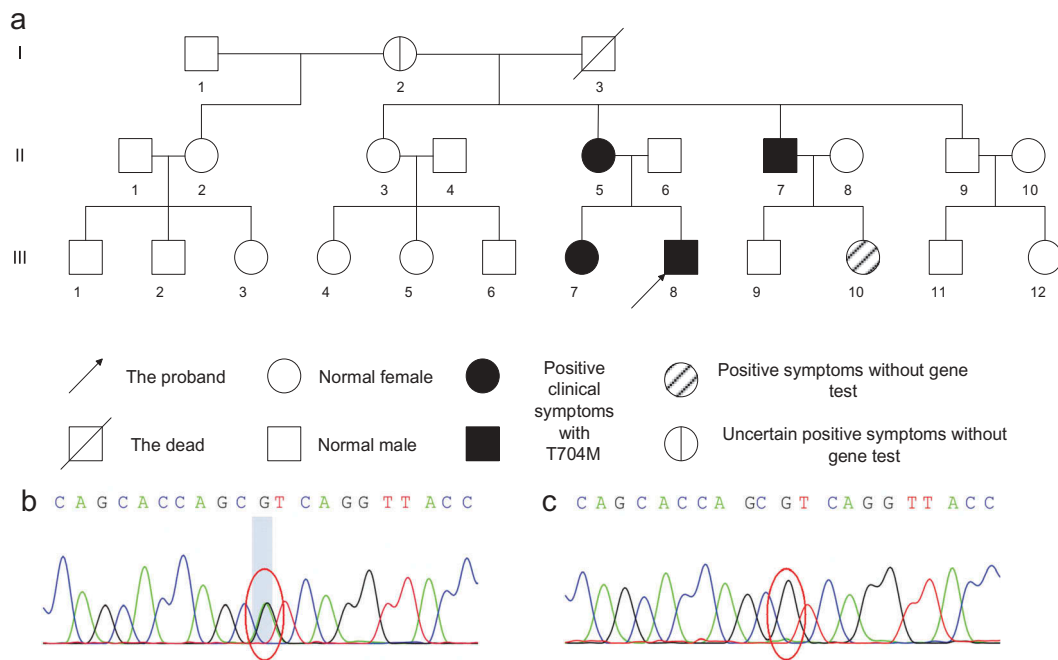 a
I
1
2
3
II
1
2
3
4
5
6
7
8
9
10
III
1
2
3
4
5
6
7
8
9
10
11
12
The proband
Normal female
Positive
clinical
symptoms
with
T704M
Positive symptoms without gene
test
The dead
Normal male
Uncertain positive symptoms without
gene test
b
C A G C A C C A G C G T C A G G T T A C C
c
C A G C A C C A G C G T C A G G T T A C C